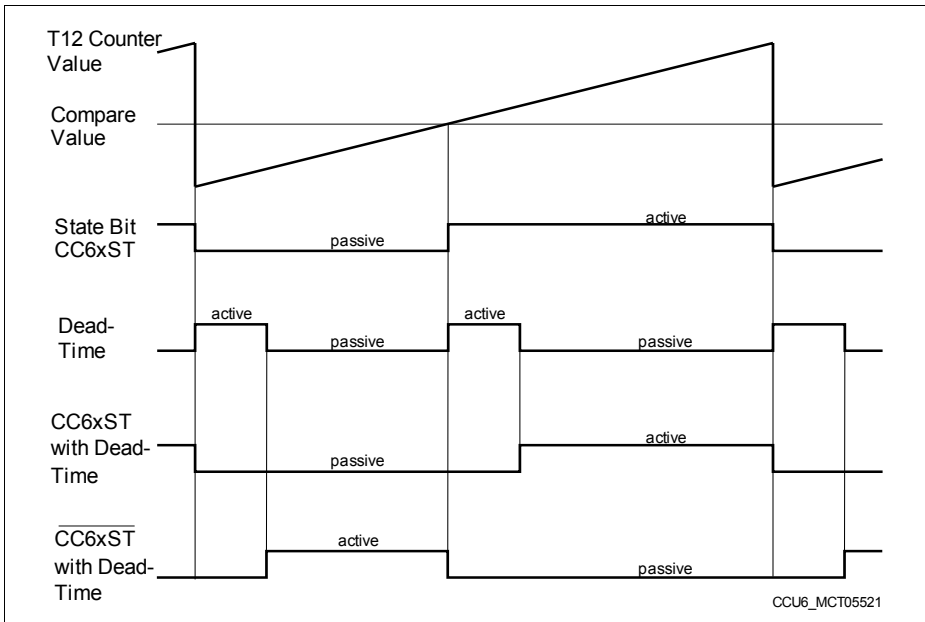 T12 Counter
Value
Compare
Value
State Bit
CC6xST
passive
active
Dead-
Time
active
passive
active
passive
CC6xST
with Dead-
Time
passive
active
CC6xST
with Dead-
Time
active
passive
CCU6_MCT05521